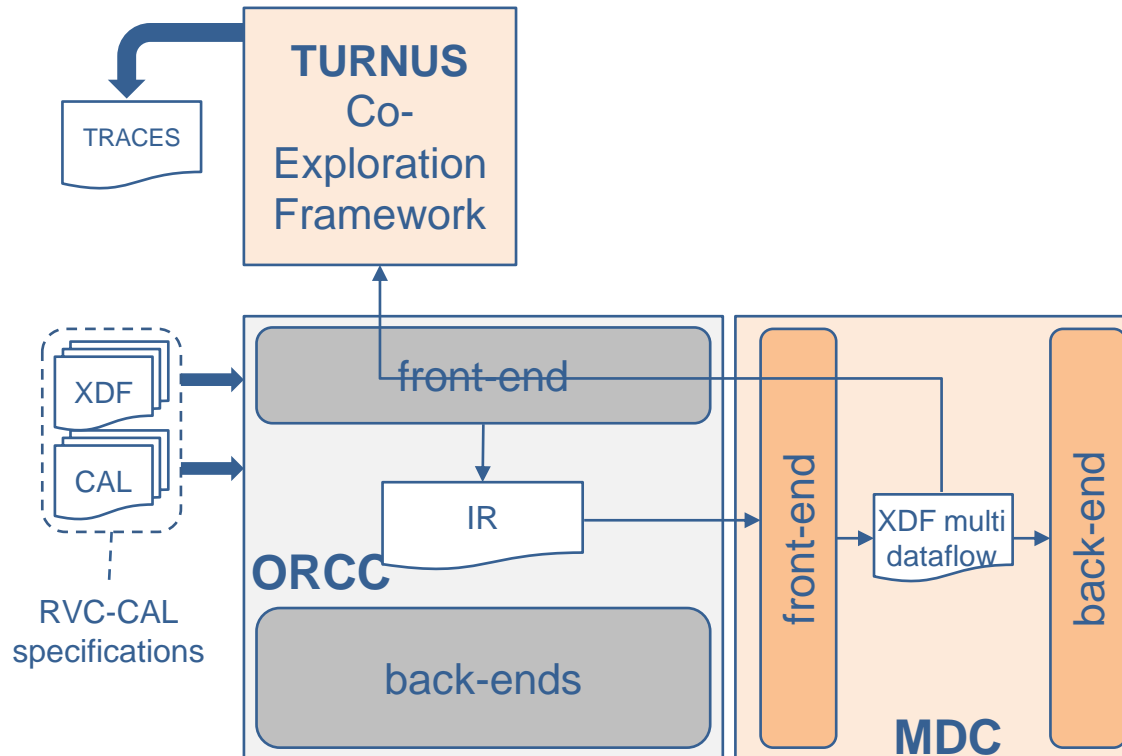 TURNUS
Co-
Exploration
Framework
TRACES
XDF
CAL
RVC-CAL
specifications
front-end
IR
ORCC
back-ends
front-end
XDF multi
dataflow
back-end
MDC